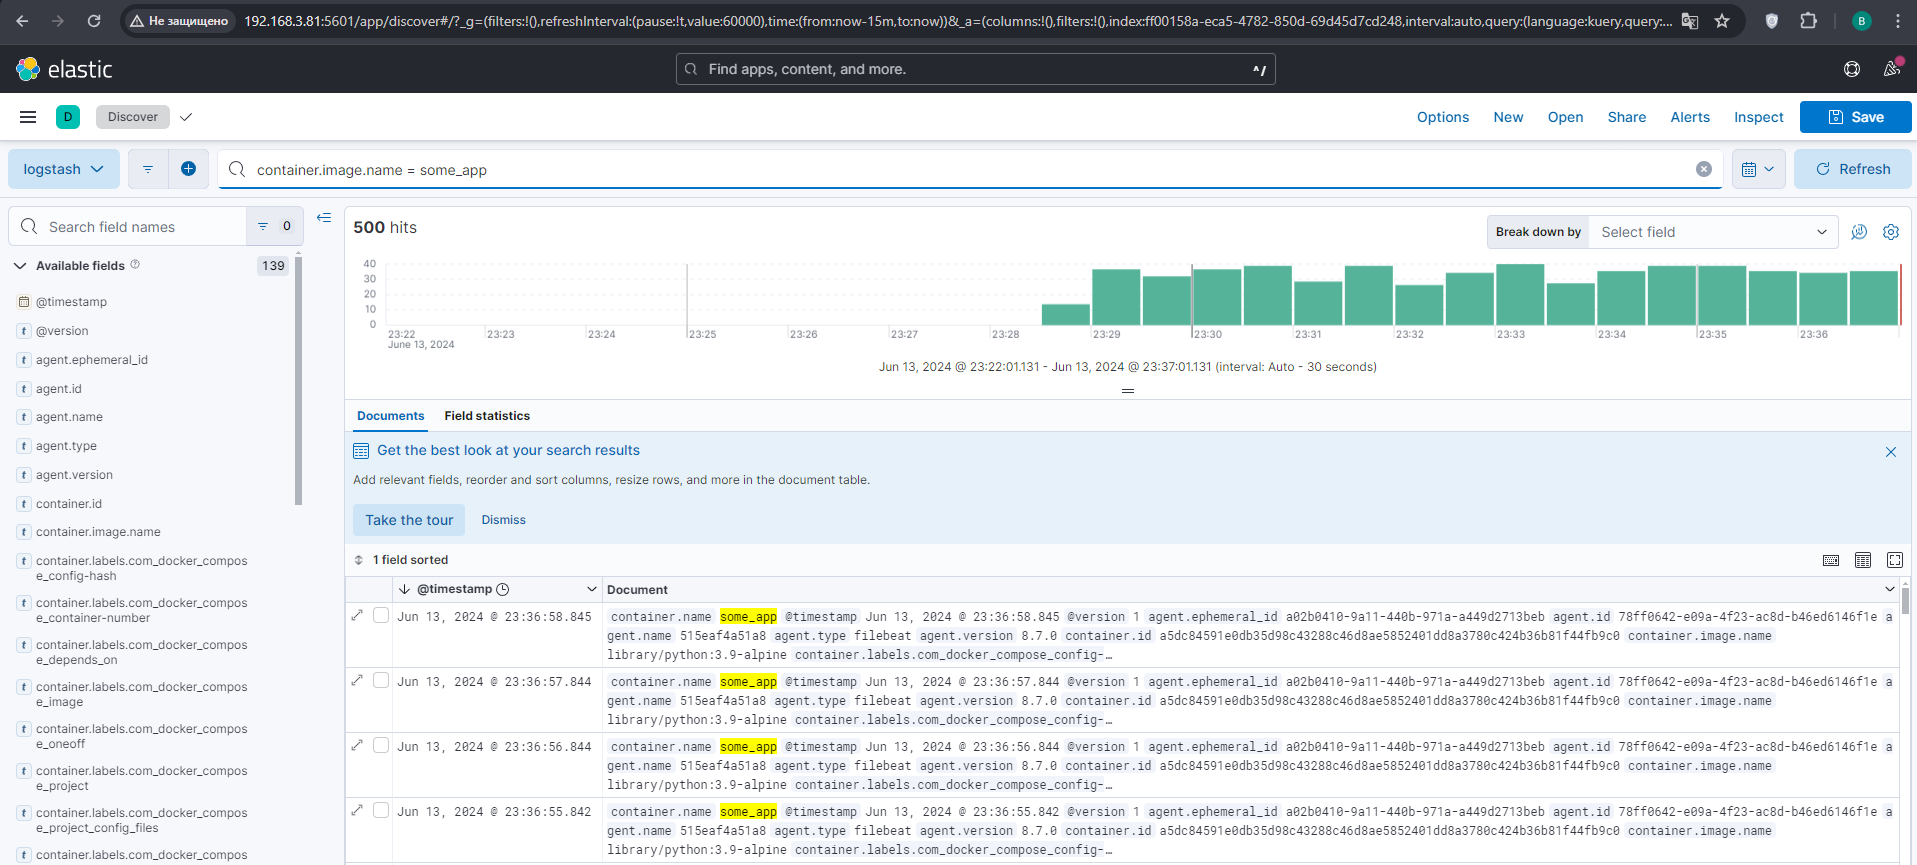 Не защищено
192.168.3.81:5601/app/discover#/?_g=(filters:!(),refreshInterval:(pause:!t,value:60000),time:(from:now-15m,to:now))&_a=(columns:!(),filters:!(),index:ff00158a-eca5-4782-850d-69d45d7cd248,interval:auto,query:(language:kuery,query:...
B
elastic
Find apps, content, and more.
^/
D
Discover
Options
New
Open
Share
Alerts
Inspect
Save
logstash
container.image.name = some_app
Refresh
Search field names
0
500 hits
Break down by
Select field
Available fields
139
@timestamp
@version
agent.ephemeral_id
agent.id
agent.name
agent.type
agent.version
container.id
container.image.name
container.labels.com_docker_compos
e_config-hash
container.labels.com_docker_compos
e_container-number
container.labels.com_docker_compos
e_depends_on
container.labels.com_docker_compos
e_image
container.labels.com_docker_compos
e_oneoff
container.labels.com_docker_compos
e_project
container.labels.com_docker_compos
e_project_config_files
container.labels.com_docker_compos
40
30
20
10
0
23:22 23:23 23:24 23:25 23:26 23:27 23:28 23:29 23:30 23:31 23:32 23:33 23:34 23:35 23:36
June 13, 2024
Jun 13, 2024 @ 23:22:01.131 - Jun 13, 2024 @ 23:37:01.131 (interval: Auto - 30 seconds)
Documents
Field statistics
Get the best look at your search results
Add relevant fields, reorder and sort columns, resize rows, and more in the document table.
Take the tour
Dismiss
1 field sorted
@timestamp
Document
Jun 13, 2024 @ 23:36:58.845
container.name some_app @timestamp Jun 13, 2024 @ 23:36:58.845 @version 1 agent.ephemeral_id a02b0410-9a11-440b-971a-a449d2713beb agent.id 78ff0642-e09a-4f23-ac8d-b46ed6146f1e a
gent.name 515eaf4a51a8 agent.type filebeat agent.version 8.7.0 container.id a5dc84591e0db35d98c43288c46d8ae5852401dd8a3780c424b36b81f44fb9c0 container.image.name
library/python:3.9-alpine container.labels.com_docker_compose_config-…
Jun 13, 2024 @ 23:36:57.844
container.name some_app @timestamp Jun 13, 2024 @ 23:36:57.844 @version 1 agent.ephemeral_id a02b0410-9a11-440b-971a-a449d2713beb agent.id 78ff0642-e09a-4f23-ac8d-b46ed6146f1e a
gent.name 515eaf4a51a8 agent.type filebeat agent.version 8.7.0 container.id a5dc84591e0db35d98c43288c46d8ae5852401dd8a3780c424b36b81f44fb9c0 container.image.name
library/python:3.9-alpine container.labels.com_docker_compose_config-…
Jun 13, 2024 @ 23:36:56.844
container.name some_app @timestamp Jun 13, 2024 @ 23:36:56.844 @version 1 agent.ephemeral_id a02b0410-9a11-440b-971a-a449d2713beb agent.id 78ff0642-e09a-4f23-ac8d-b46ed6146f1e a
gent.name 515eaf4a51a8 agent.type filebeat agent.version 8.7.0 container.id a5dc84591e0db35d98c43288c46d8ae5852401dd8a3780c424b36b81f44fb9c0 container.image.name
library/python:3.9-alpine container.labels.com_docker_compose_config-…
Jun 13, 2024 @ 23:36:55.842
container.name some_app @timestamp Jun 13, 2024 @ 23:36:55.842 @version 1 agent.ephemeral_id a02b0410-9a11-440b-971a-a449d2713beb agent.id 78ff0642-e09a-4f23-ac8d-b46ed6146f1e a
gent.name 515eaf4a51a8 agent.type filebeat agent.version 8.7.0 container.id a5dc84591e0db35d98c43288c46d8ae5852401dd8a3780c424b36b81f44fb9c0 container.image.name
library/python:3.9-alpine container.labels.com_docker_compose_config-…